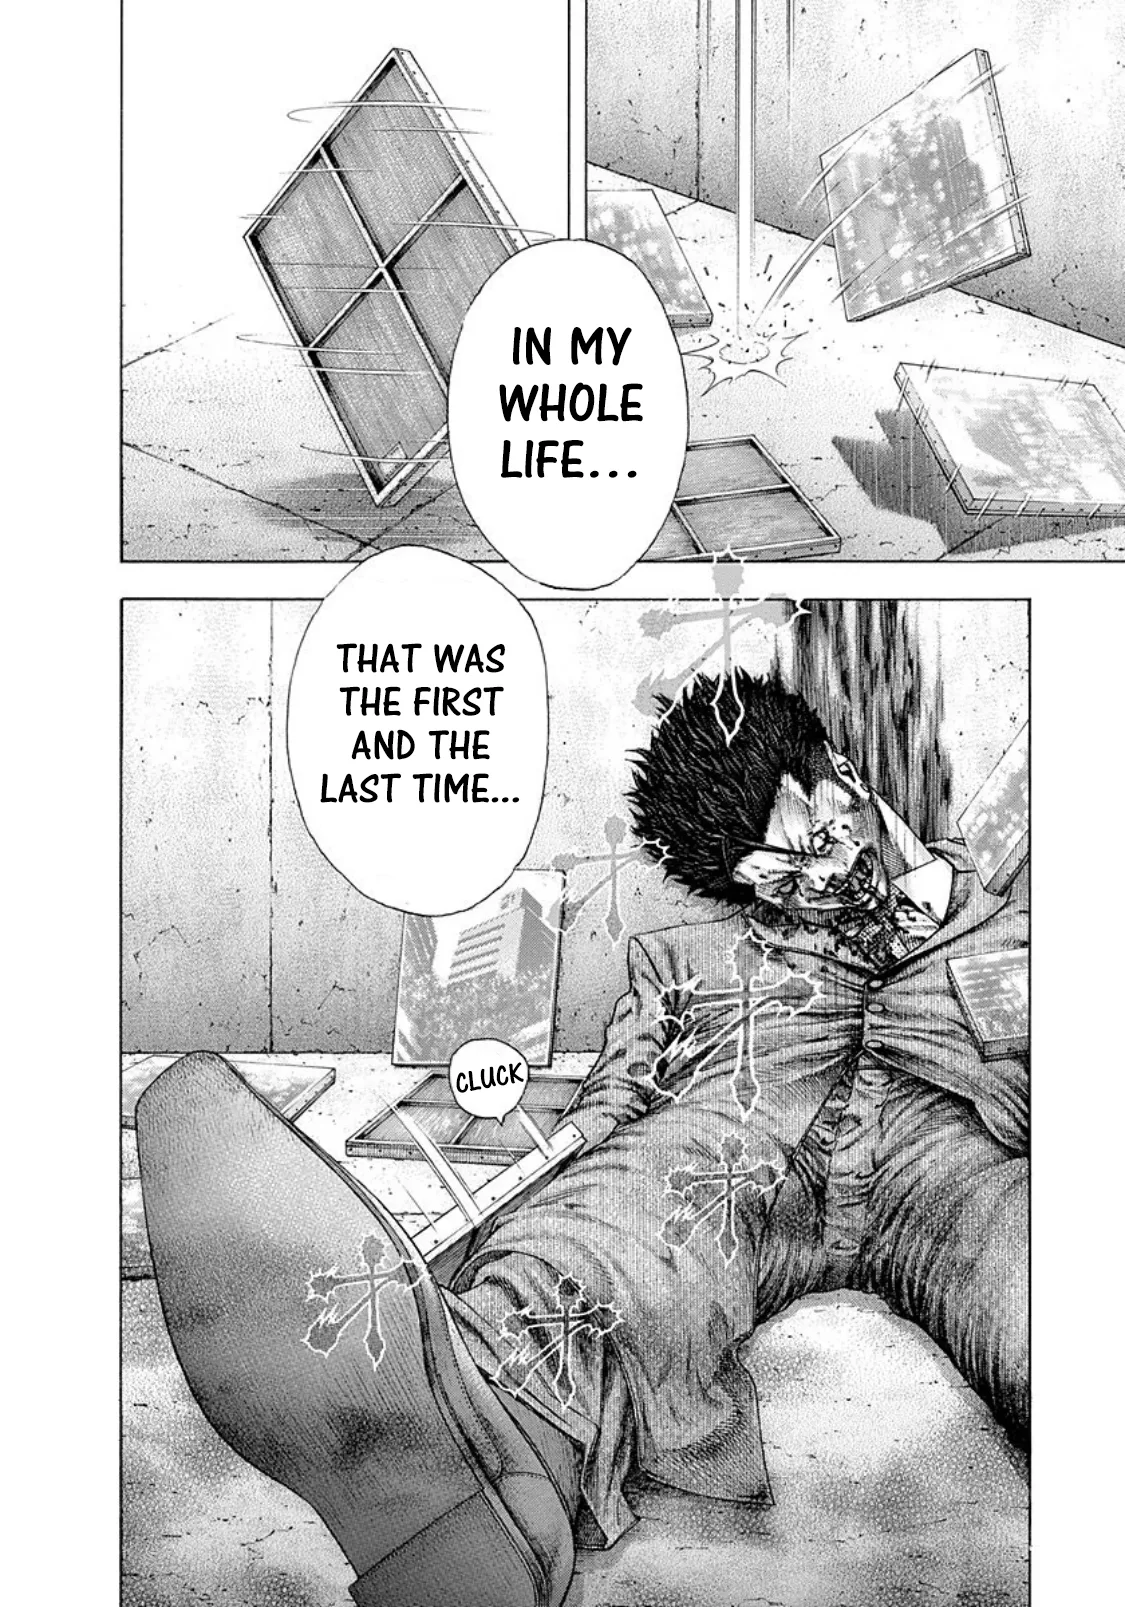 IN MY
WHOLE
LIFE...
THAT WAS
THE FIRST
AND THE
LAST TIME...
CLUCK